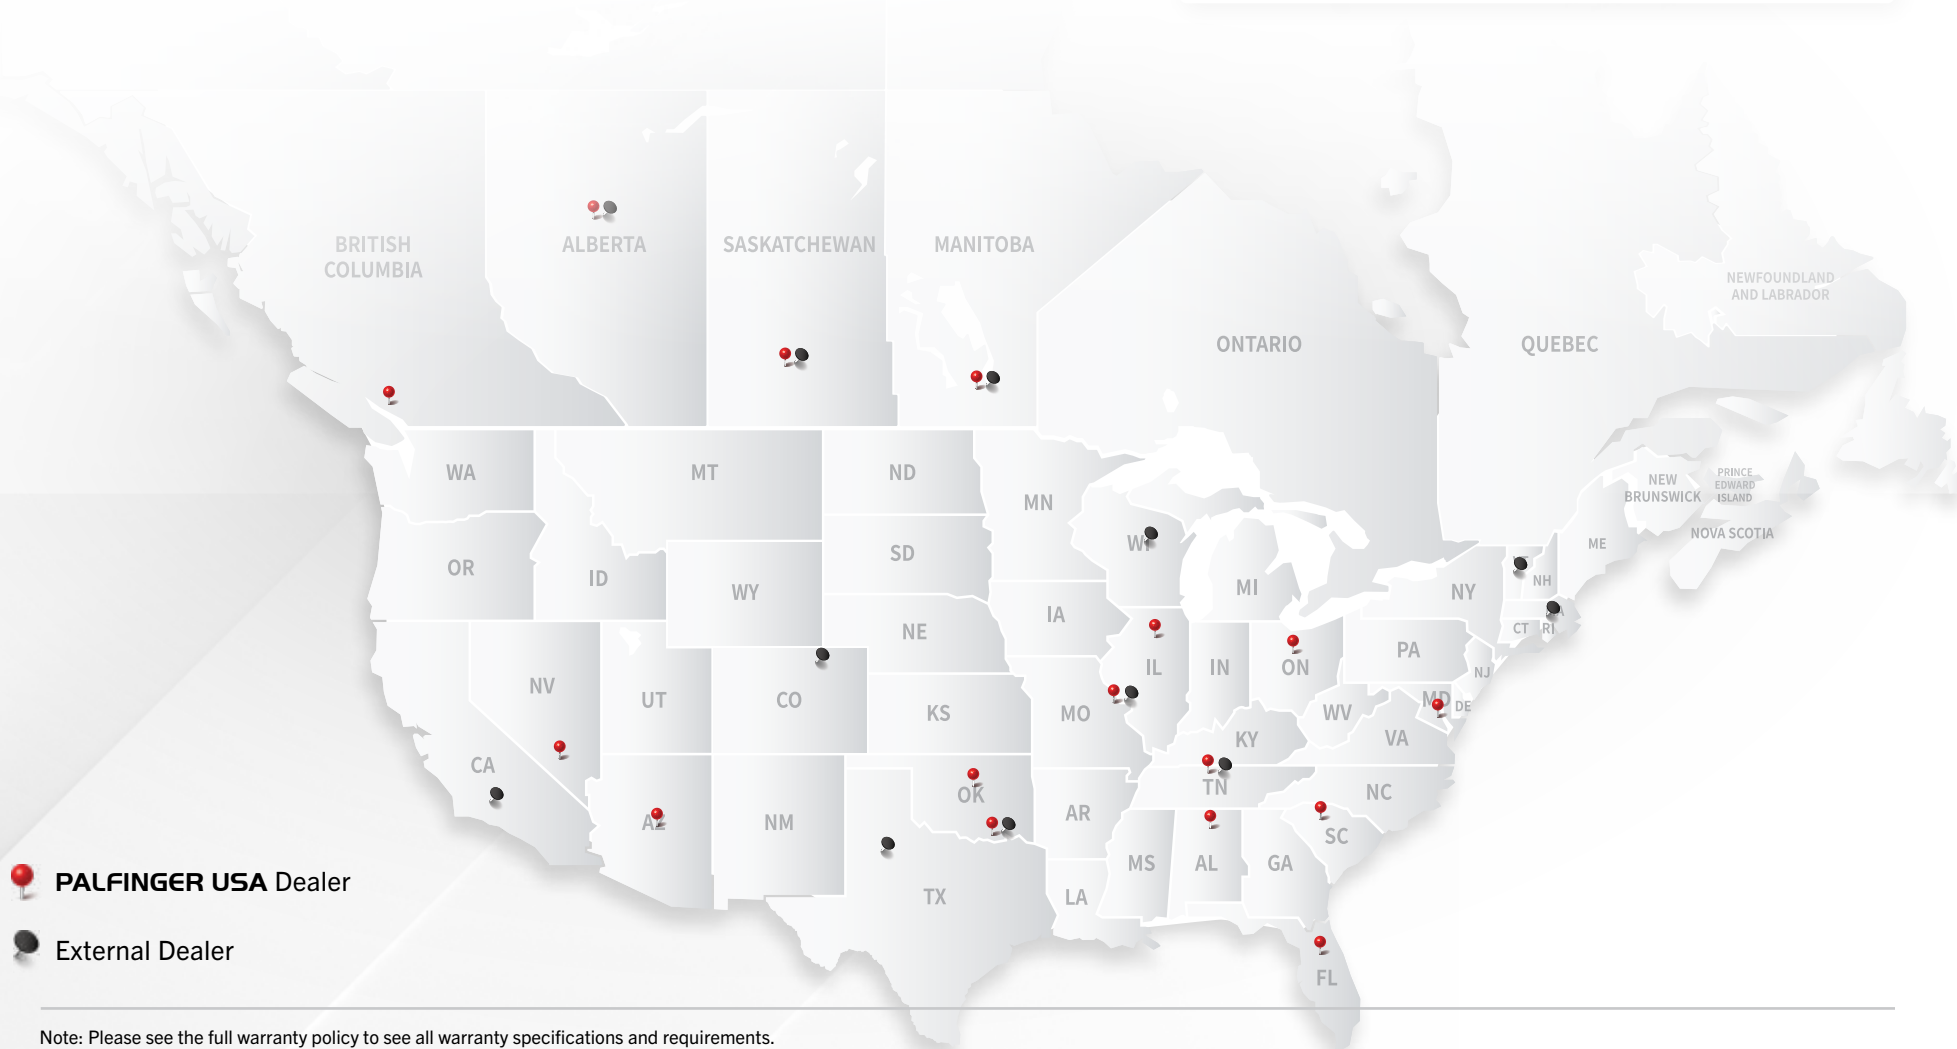 BRITISH
COLUMBIA
ALBERTA
SASKATCHEWAN
MANITOBA
ONTARIO
QUEBEC
NEWFOUNDLAND
AND LABRADOR
NEW
BRUNSWICK
PRINCE
EDWARD
ISLAND
NOVA SCOTIA
WA
MT
ND
MN
WI
MI
NY
NH
ME
OR
ID
WY
SD
IA
NE
CT
RI
PA
NJ
NV
UT
CO
KS
MO
IL
IN
ON
WV
MD
DE
VA
KY
CA
AZ
NM
OK
AR
TN
NC
SC
TX
LA
MS
AL
GA
FL
PALFINGER USA Dealer
External Dealer
Note: Please see the full warranty policy to see all warranty specifications and requirements.